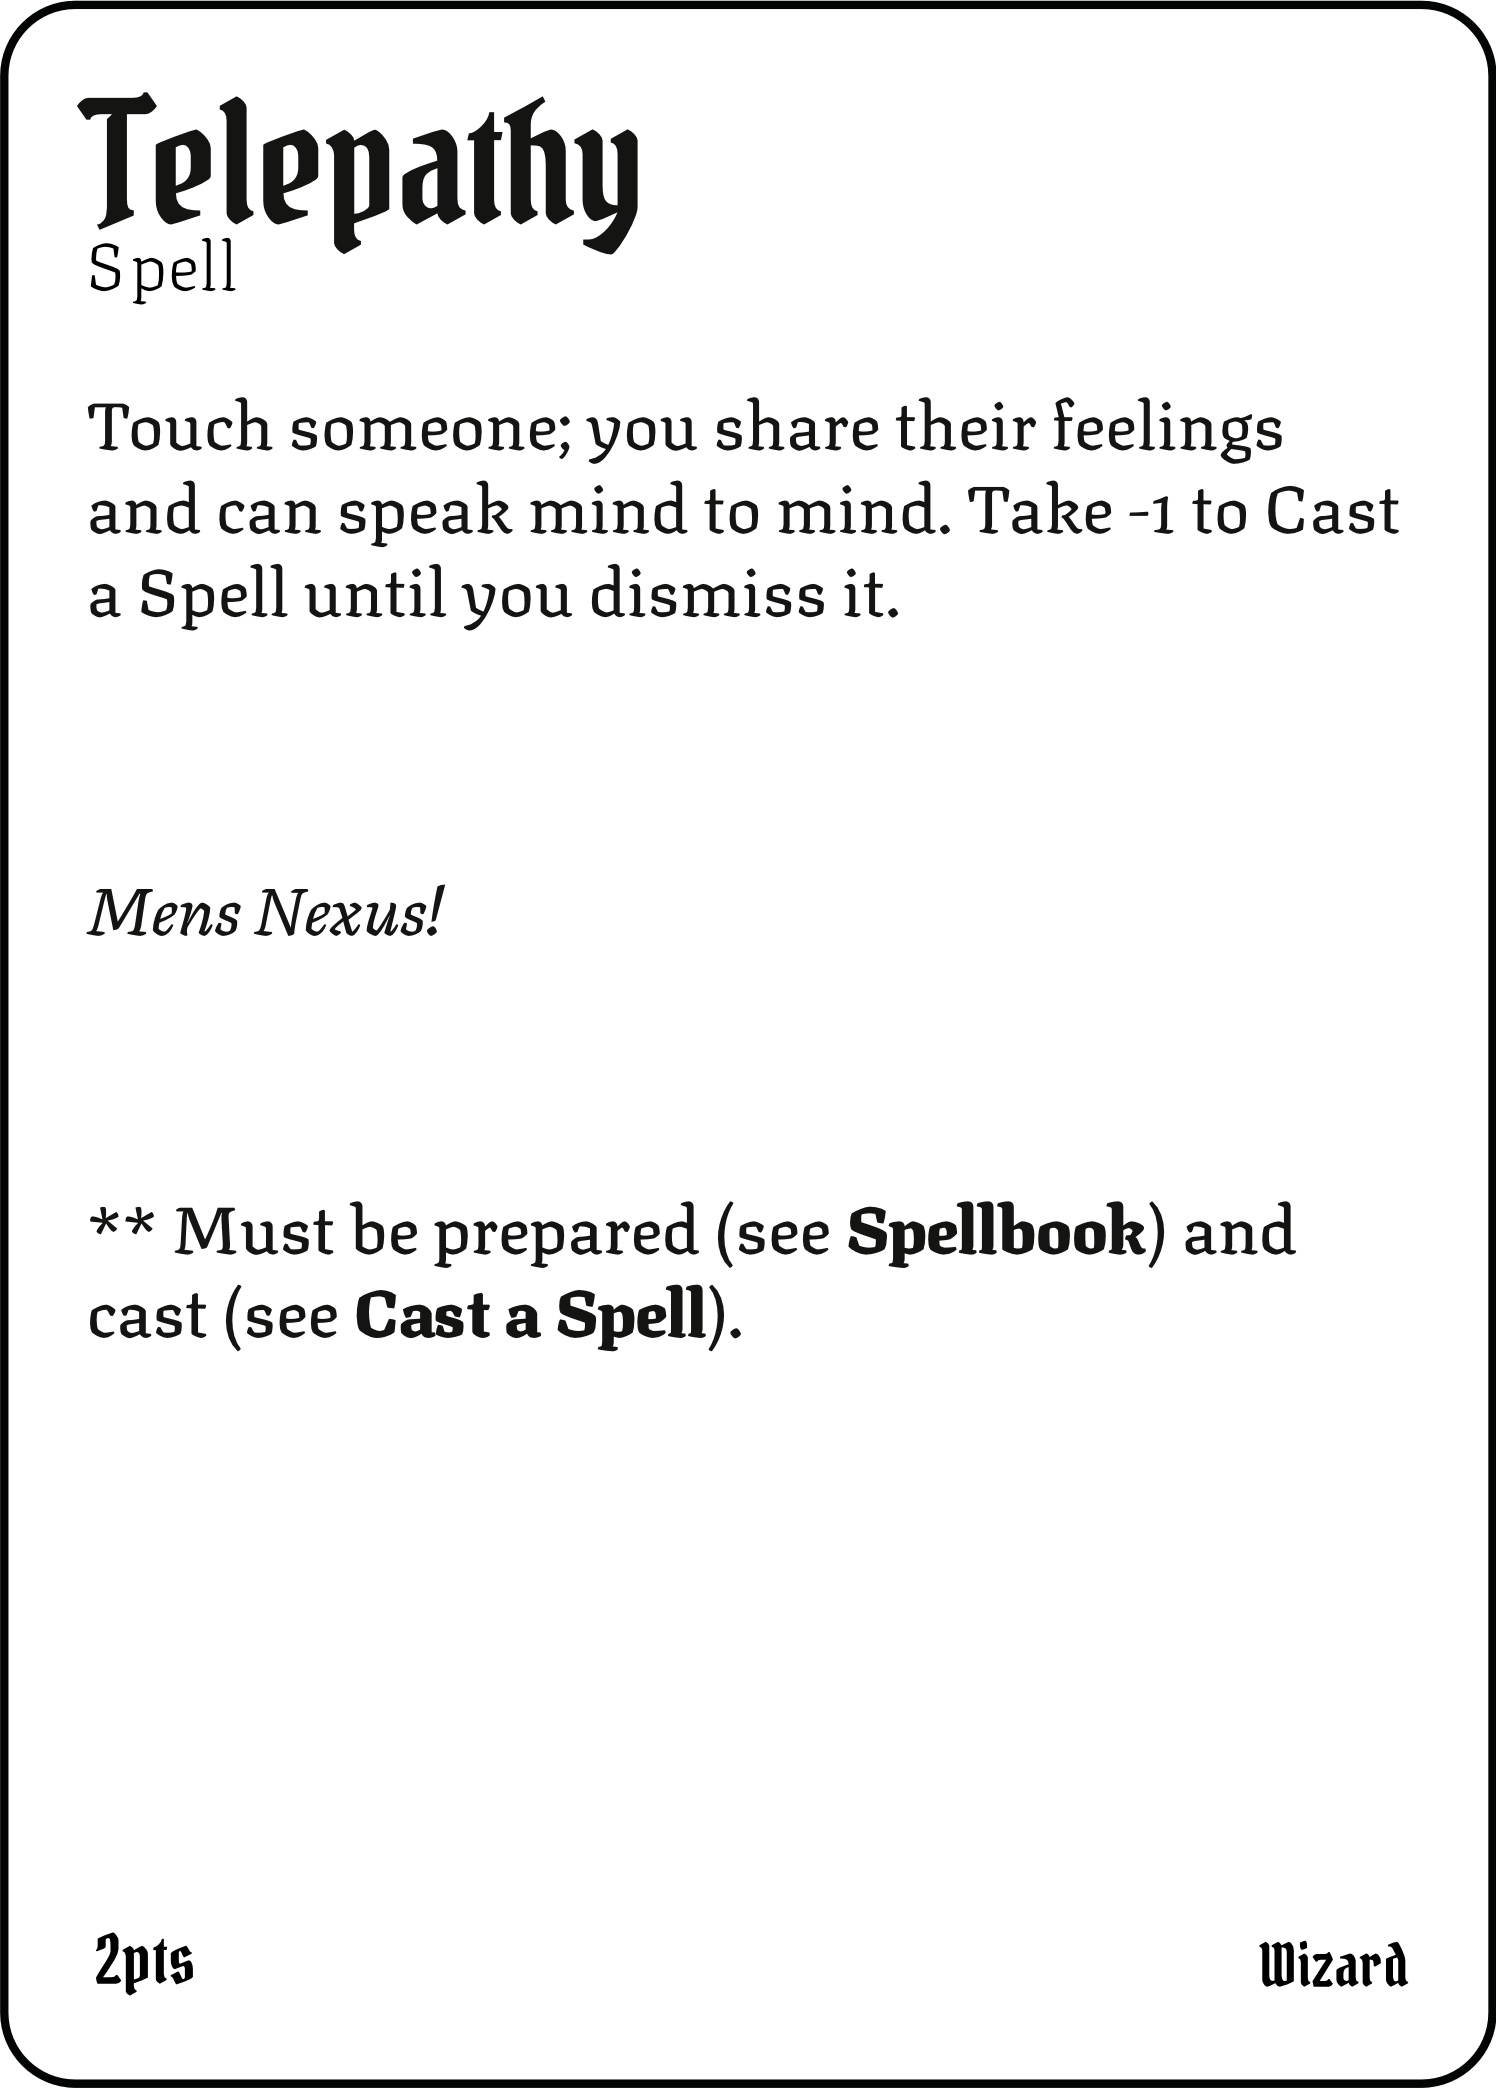 Telepathy
Spell
Touch someone; you share their feelings
and can speak mind to mind. Take -1 to Cast
a Spell until you dismiss it.
Mens Nexus!
** Must be prepared (see Spellbook) and
cast (see Cast a Spell).
2pts
Wizard